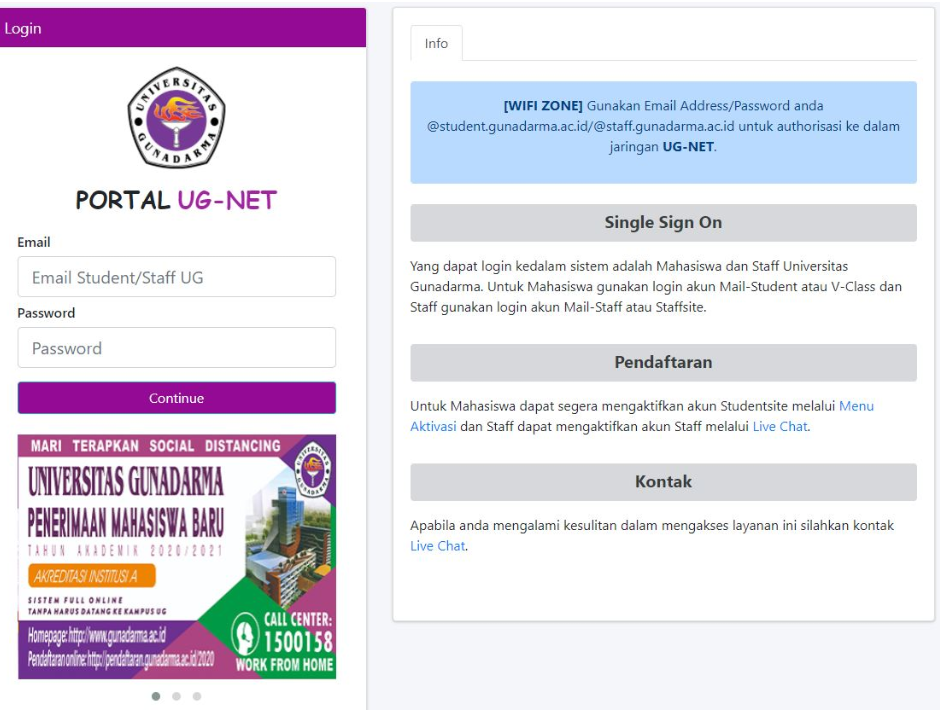 Login
UNIVERSITAS
GUNADARMA
PORTAL UG-NET
Email
Email Student/Staff UG
Password
Password
Continue
MARI TERAPKAN SOCIAL DISTANCING
UNIVERSITAS GUNADARMA
PENERIMAAN MAHASISWA BARU
TAHUN AKADEMIK 2020/2021
AKREDITASI INSTITUSI A
SISTEM FULL ONLINE
TANPA HARUS DATANG KE KAMPUS UG
Homepage: http://www.gunadarma.ac.id
Pendaftaran online: http://pendaftaran.gunadarma.ac.id/2020
CALL CENTER:
1500158
WORK FROM HOME
Info
[WIFI ZONE] Gunakan Email Address/Password anda
@student.gunadarma.ac.id/@staff.gunadarma.ac.id untuk authorisasi ke dalam
jaringan UG-NET.
Single Sign On
Yang dapat login kedalam sistem adalah Mahasiswa dan Staff Universitas
Gunadarma. Untuk Mahasiswa gunakan login akun Mail-Student atau V-Class dan
Staff gunakan login akun Mail-Staff atau Staffsite.
Pendaftaran
Untuk Mahasiswa dapat segera mengaktifkan akun Studentsite melalui Menu
Aktivasi dan Staff dapat mengaktifkan akun Staff melalui Live Chat.
Kontak
Apabila anda mengalami kesulitan dalam mengakses layanan ini silahkan kontak
Live Chat.